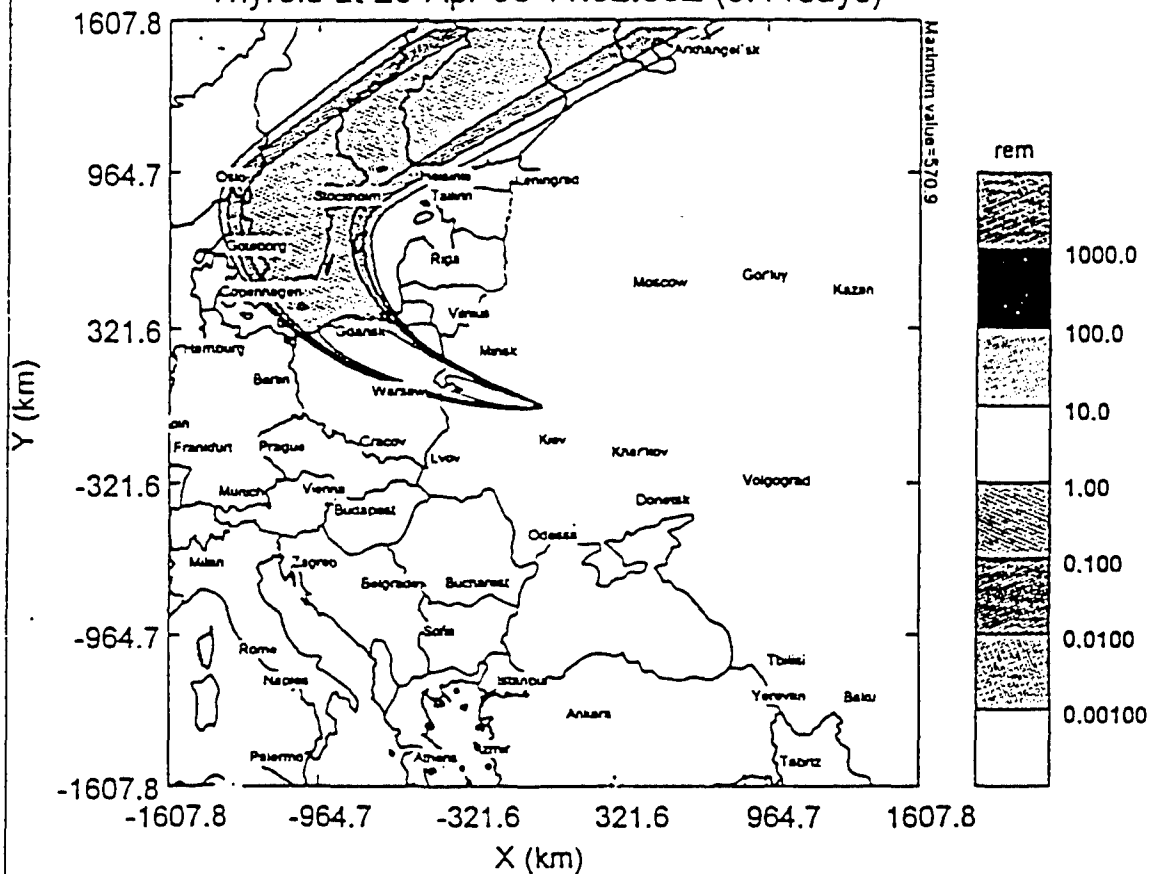 1607.8
964.7
321.6
-321.6
-964.7
-1607.8
Y (km)
-1607.8 -964.7 -321.6 321.6 964.7 1607.8
X (km)
Maximum value=570.9
rem
1000.0
100.0
10.0
1.00
0.100
0.0100
0.00100
Archangel'sk
Oslo
Helsinki
Leningrad
Stockholm
Tallinn
Goteborg
Riga
Moscow
Kazan
Copenhagen
Vilnius
Gdansk
Hamburg
Minsk
Berlin
Warsaw
Frankfurt
Prague
Cracov
Kiev
Khar'kov
Lvov
Munich
Vienna
Volgograd
Donetsk
Budapest
Odessa
Milan
Zagreb
Belgrade
Bucharest
Sofia
Rome
Tbilisi
Naples
Istanbul
Yerevan
Baku
Ankara
Palermo
Athens
Izmir
Tabriz